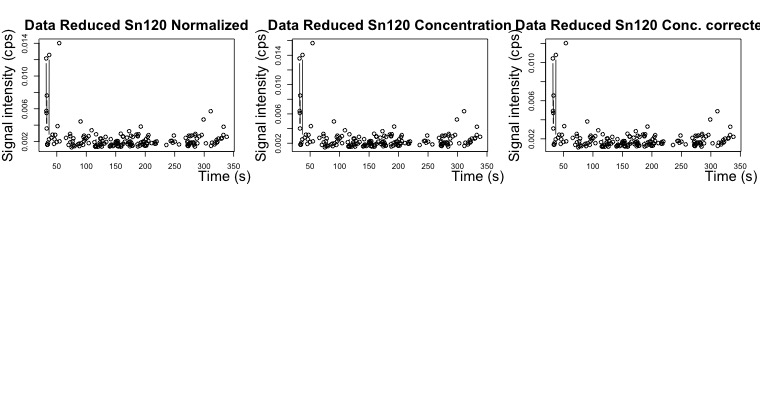 Data Reduced Sn120 Normalized
Signal intensity (cps)
0.002 0.006 0.010 0.014
50 100 150 200 250 300 350
Time (s)
Data Reduced Sn120 Concentration
Signal intensity (cps)
0.002 0.006 0.010 0.014
50 100 150 200 250 300 350
Time (s)
Data Reduced Sn120 Conc. correcte
Signal intensity (cps)
0.002 0.006 0.010
50 100 150 200 250 300 350
Time (s)